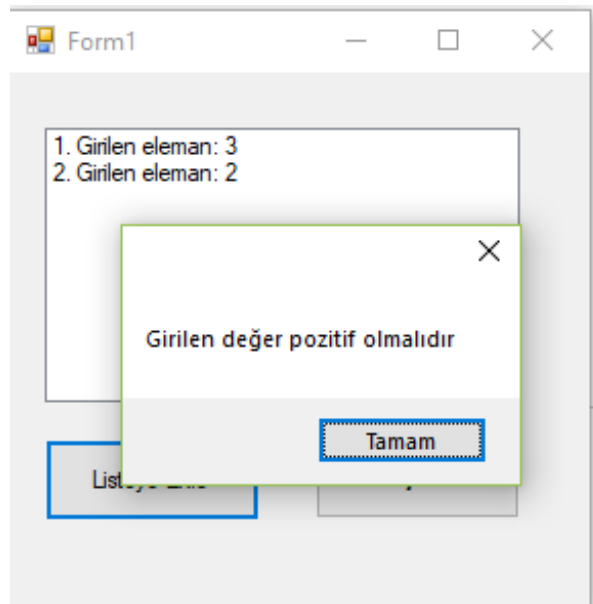 Form1
1. Girilen eleman: 3
2. Girilen eleman: 2
Girilen değer pozitif olmalıdır
Tamam